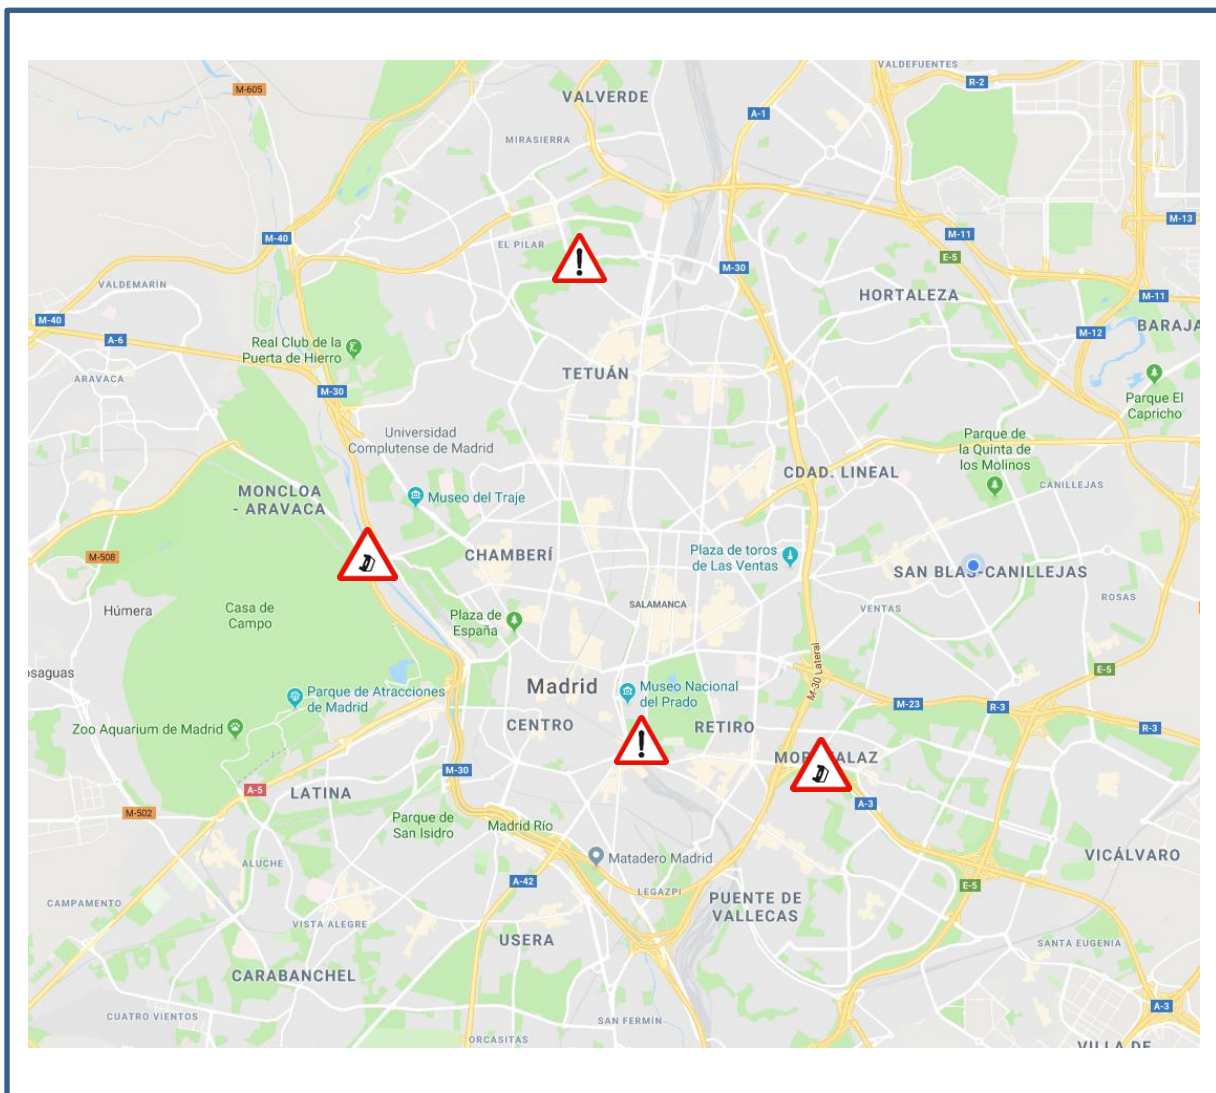 VALDEFUENTES
M-605
R-2
VALVERDE
A-1
MIRASIERRA
M-13
M-40
EL PILAR
M-11
E-5
M-30
VALDEMARÍN
HORTALEZA
M-11
M-40
BARAJA
A-6
M-12
Real Club de la
Puerta de Hierro
TETUÁN
ARAVACA
M-30
Parque El
Capricho
Universidad
Complutense de Madrid
Parque de
la Quinta de
los Molinos
CDAD. LINEAL
MONCLOA
- ARAVACA
Museo del Traje
CANILLEJAS
M-508
CHAMBERÍ
Plaza de toros
de Las Ventas
SAN BLAS-CANILLEJAS
Húmera
Casa de
Campo
Plaza de
España
SALAMANCA
VENTAS
ROSAS
osaguas
M-30 Lateral
E-5
Parque de Atracciones
de Madrid
Madrid
Museo Nacional
del Prado
M-23
R-3
Zoo Aquarium de Madrid
CENTRO
RETIRO
R-3
M-30
A-5
LATINA
A-3
M-502
Parque de
San Isidro
Madrid Río
ALUCHE
Matadero Madrid
VICÁLVARO
A-42
LEGAZPI
E-5
PUENTE DE
VALLECAS
CAMPAMENTO
VISTA ALEGRE
USERA
SANTA EUGENIA
CARABANCHEL
A-3
CUATRO VIENTOS
SAN FERMÍN
ORCASITAS
VILLA DE